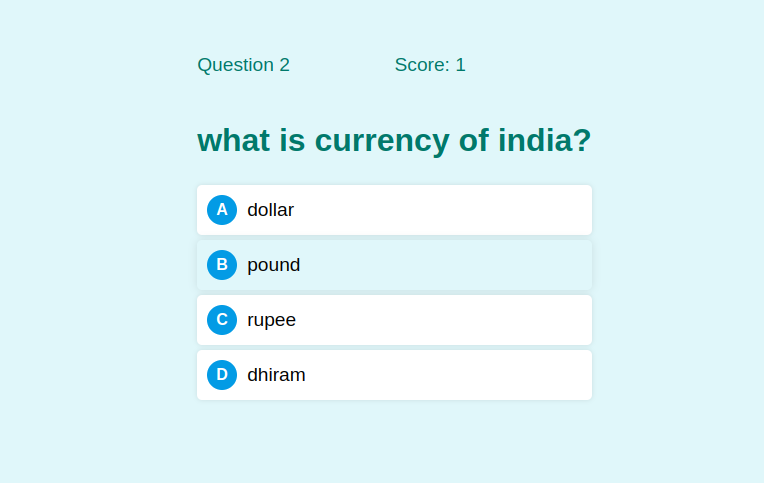 Question 2 Score: 1
what is currency of india?
A dollar
B pound
C rupee
D dhiram